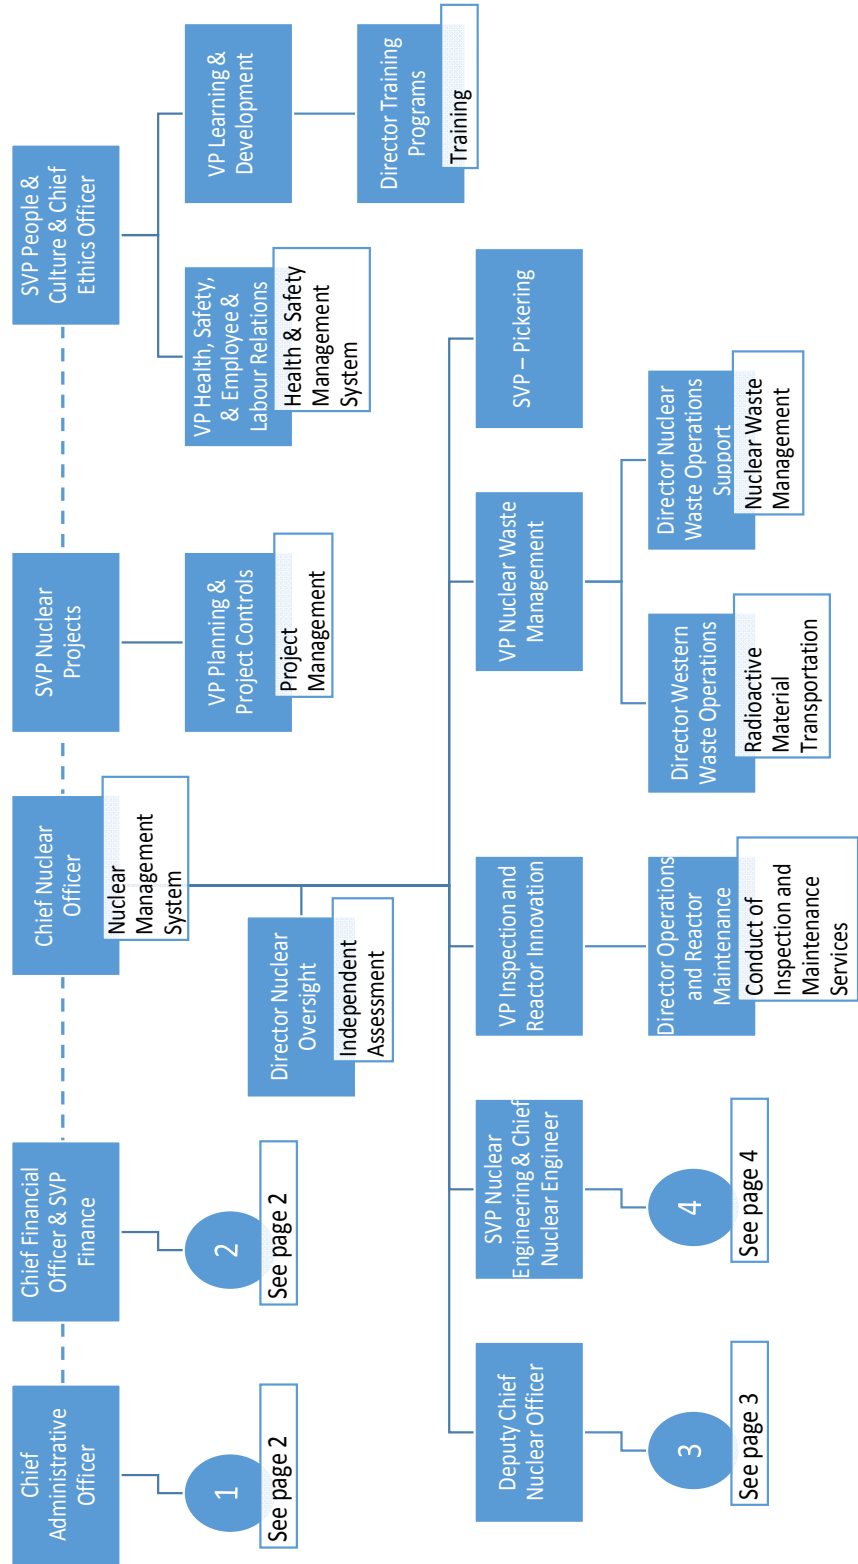 Chief
Administrative
Officer
1
See page 2
Chief Financial
Officer & SVP
Finance
2
See page 2
Chief Nuclear
Officer
Nuclear
Management
System
SVP Nuclear
Projects
VP Planning &
Project Controls
Project
Management
SVP People &
Culture & Chief
Ethics Officer
VP Health, Safety,
& Employee &
Labour Relations
Health & Safety
Management
System
VP Learning &
Development
Director Training
Programs
Training
Director Nuclear
Oversight
Independent
Assessment
Deputy Chief
Nuclear Officer
3
See page 3
SVP Nuclear
Engineering & Chief
Nuclear Engineer
4
See page 4
VP Inspection and
Reactor Innovation
Director Operations
and Reactor
Maintenance
Conduct of
Inspection and
Maintenance
Services
VP Nuclear Waste
Management
Director Western
Waste Operations
Radioactive
Material
Transportation
Director Nuclear
Waste Operations
Support
Nuclear Waste
Management
SVP – Pickering